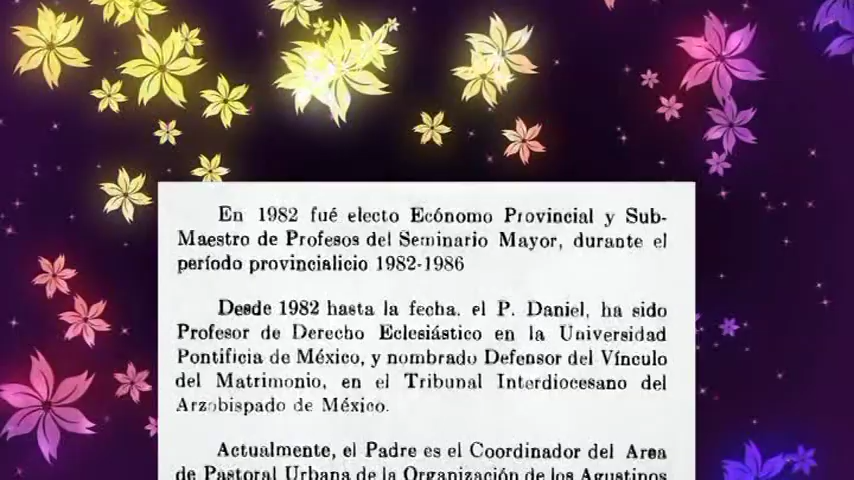 En 1982 fué electo Ecónomo Provincial y Sub-
Maestro de Profesos del Seminario Mayor, durante el
período provincialicio 1982-1986
Desde 1982 hasta la fecha. el P. Daniel, ha sido
Profesor de Derecho Eclesiástico en la Universidad
Pontificia de México, y nombrado Defensor del Vínculo
del Matrimonio, en el Tribunal Interdiocesano del
Arzobispado de México.
Actualmente, el Padre es el Coordinador del Area
de Pastoral Urbana de la Organización de los Agustinos